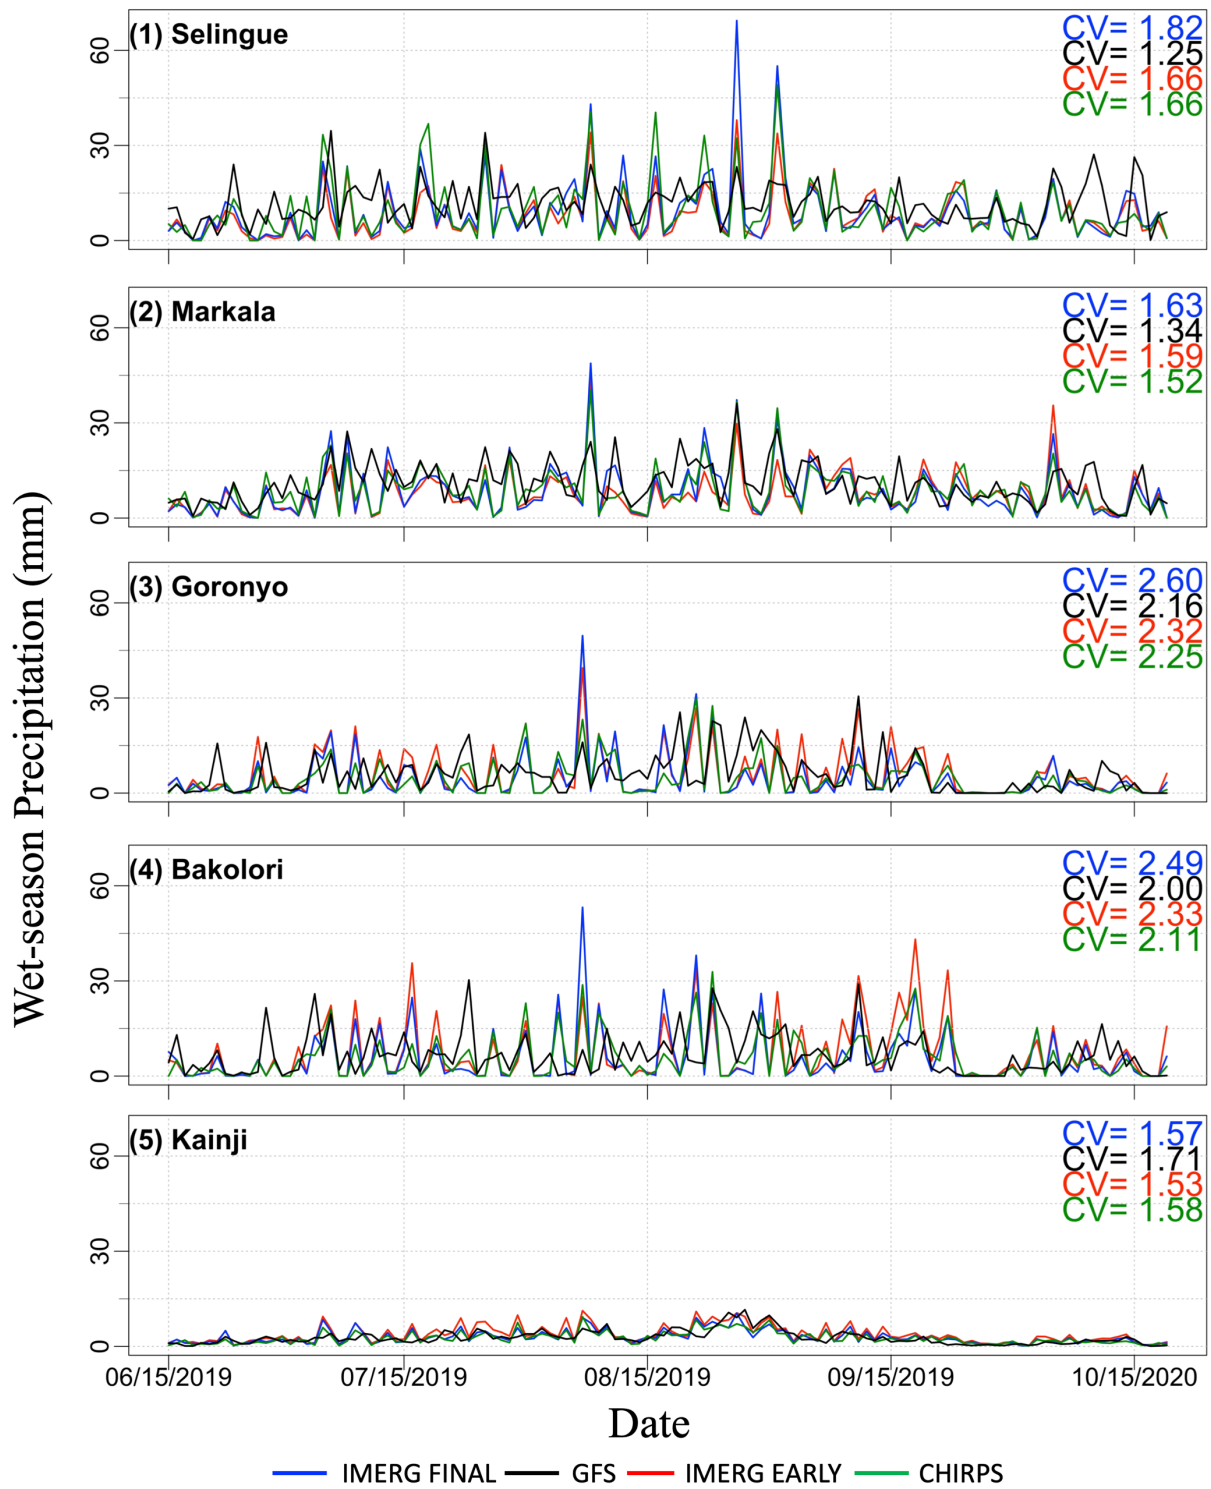 (1) Selingue
CV= 1.82
CV= 1.25
CV= 1.66
CV= 1.66
60
30
0
(2) Markala
CV= 1.63
CV= 1.34
CV= 1.59
CV= 1.52
60
30
0
(3) Goronyo
CV= 2.60
CV= 2.16
CV= 2.32
CV= 2.25
60
30
0
(4) Bakolori
CV= 2.49
CV= 2.00
CV= 2.33
CV= 2.11
60
30
0
(5) Kainji
CV= 1.57
CV= 1.71
CV= 1.53
CV= 1.58
60
30
0
Wet-season Precipitation (mm)
06/15/2019 07/15/2019 08/15/2019 09/15/2019 10/15/2020
Date
IMERG FINAL GFS IMERG EARLY CHIRPS